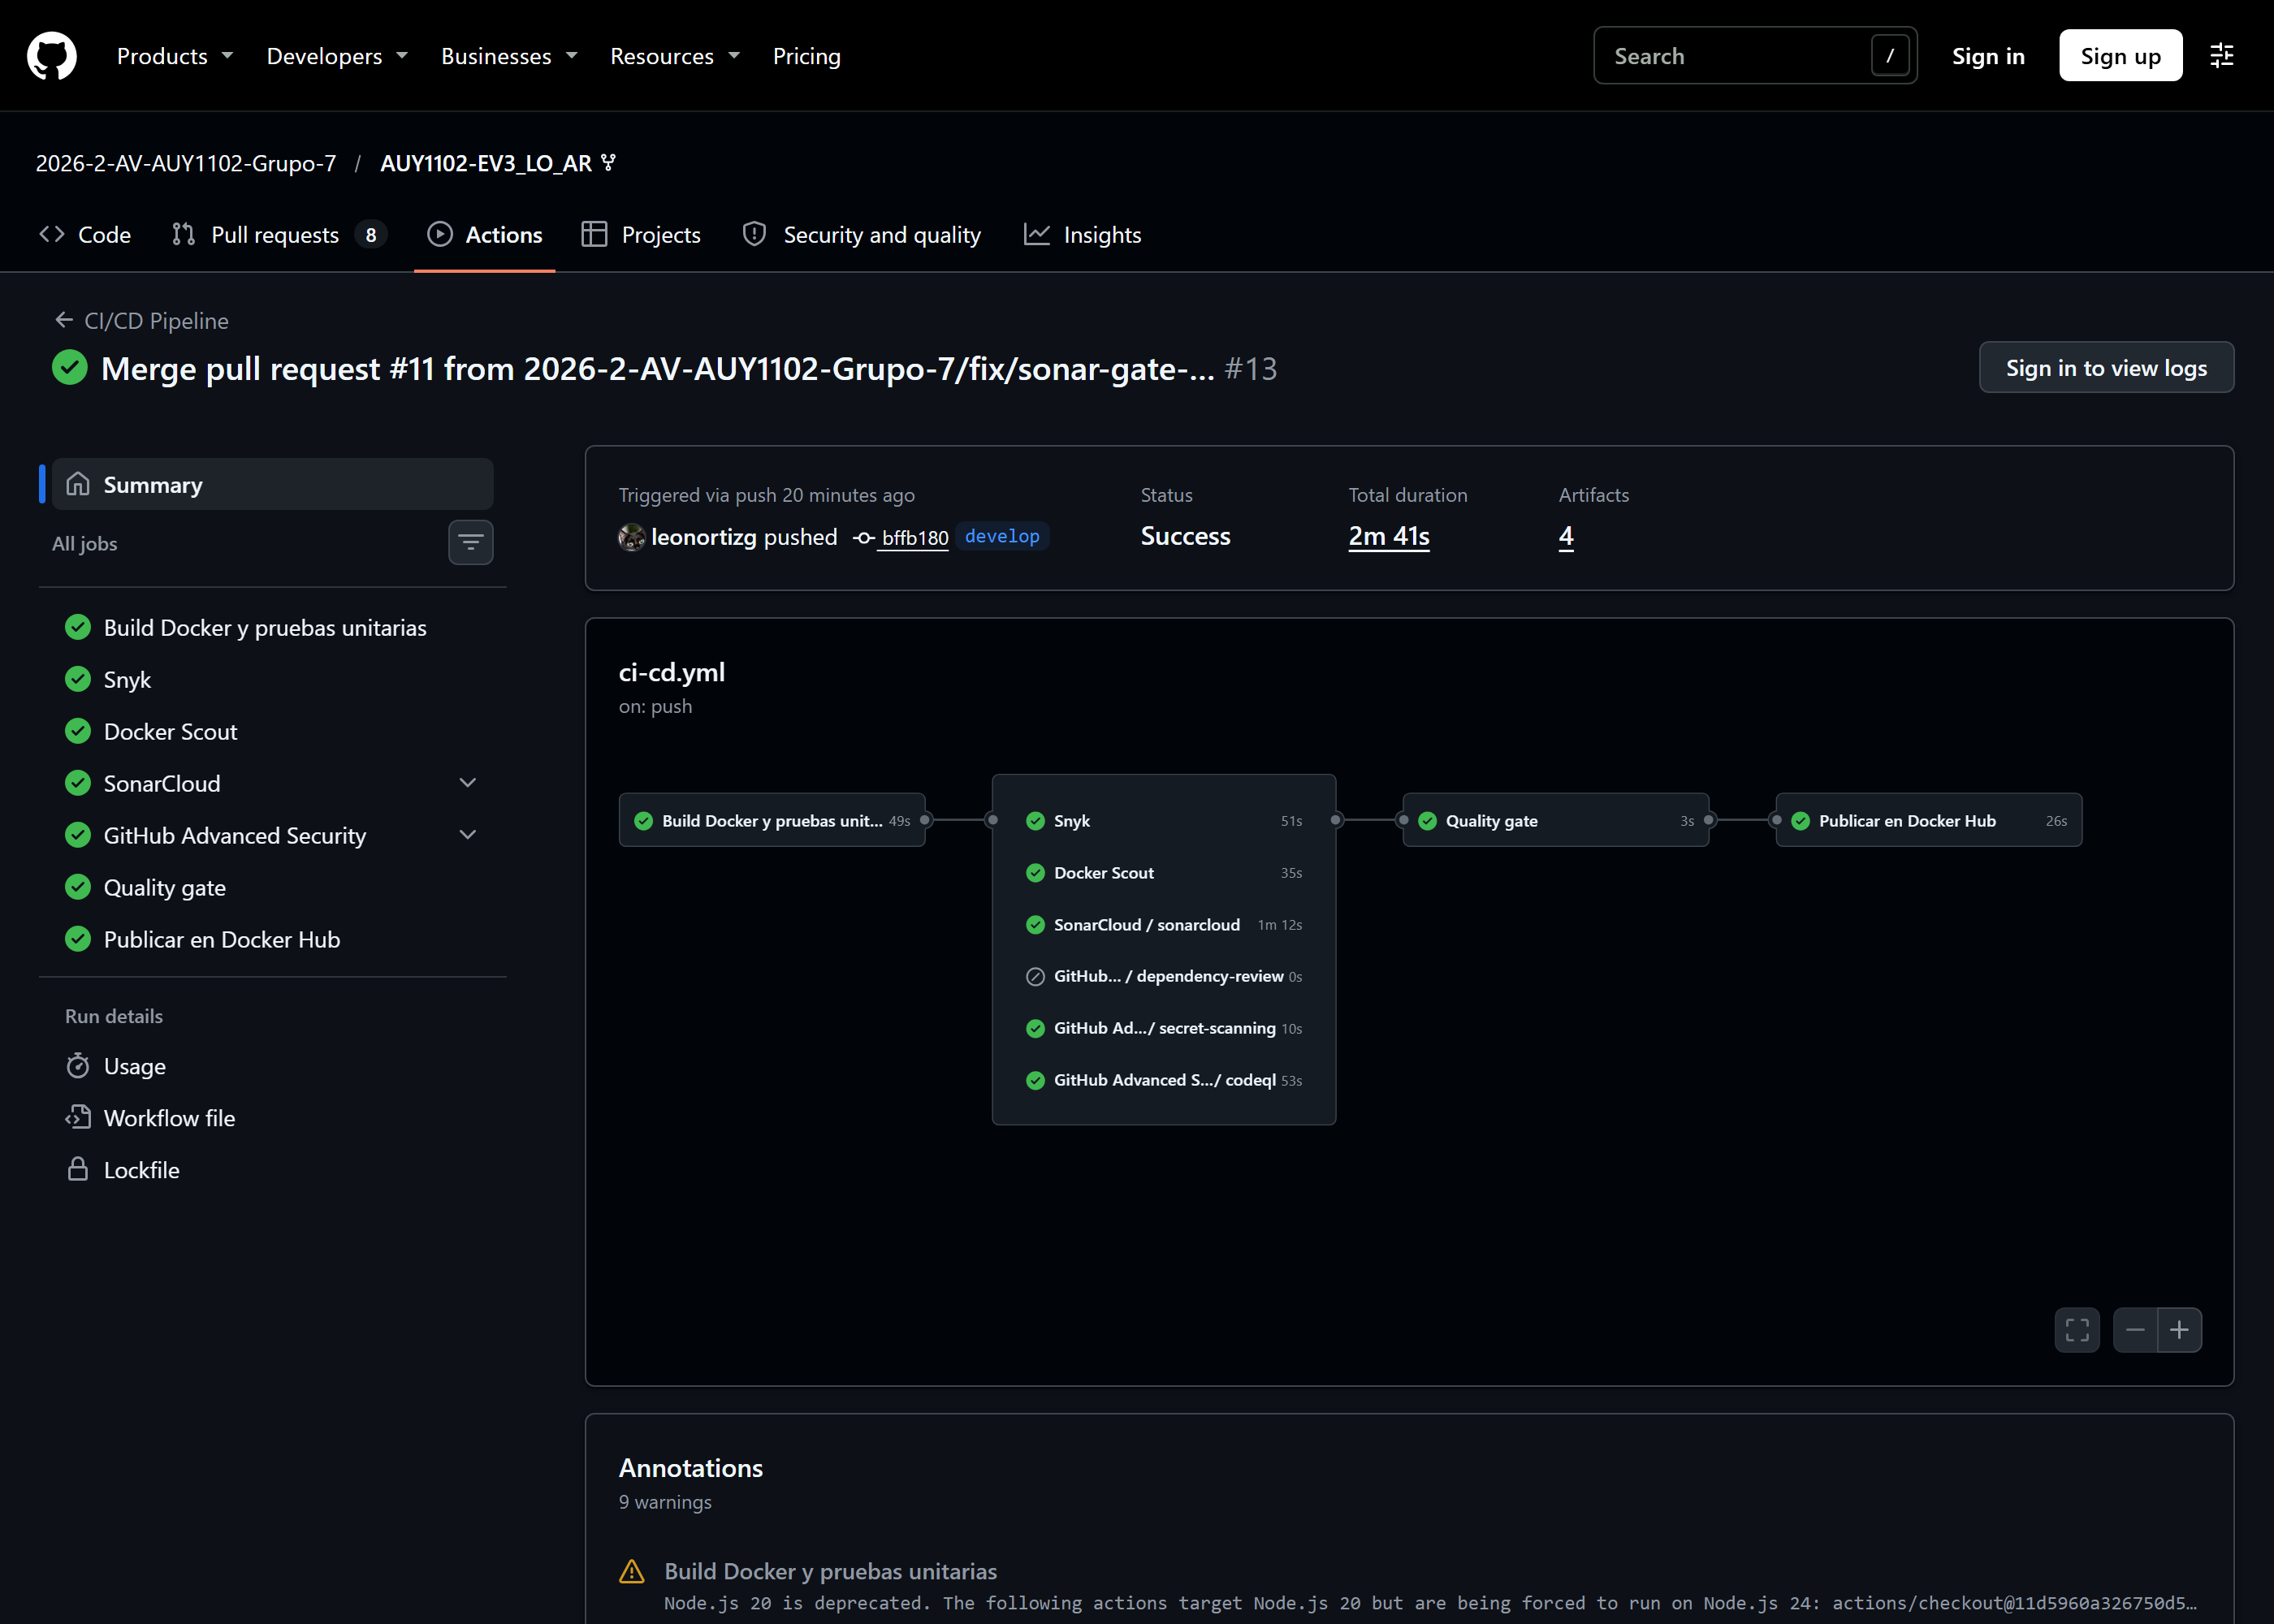 Products Developers Businesses Resources Pricing Search / Sign in Sign up
2026-2-AV-AUY1102-Grupo-7 / AUY1102-EV3_LO_AR
Code Pull requests 8 Actions Projects Security and quality Insights
CI/CD Pipeline
Merge pull request #11 from 2026-2-AV-AUY1102-Grupo-7/fix/sonar-gate-... #13
Sign in to view logs
Summary
All jobs
Build Docker y pruebas unitarias
Snyk
Docker Scout
SonarCloud
GitHub Advanced Security
Quality gate
Publicar en Docker Hub
Run details
Usage
Workflow file
Lockfile
Triggered via push 20 minutes ago
leonortizg pushed bffb180 develop
Status
Success
Total duration
2m 41s
Artifacts
4
ci-cd.yml
on: push
Build Docker y pruebas unit... 49s
Snyk 51s
Docker Scout 35s
SonarCloud / sonarcloud 1m 12s
GitHub... / dependency-review 0s
GitHub Ad.../ secret-scanning 10s
GitHub Advanced S.../ codeql 53s
Quality gate 3s
Publicar en Docker Hub 26s
Annotations
9 warnings
Build Docker y pruebas unitarias
Node.js 20 is deprecated. The following actions target Node.js 20 but are being forced to run on Node.js 24: actions/checkout@11d5960a326750d5...